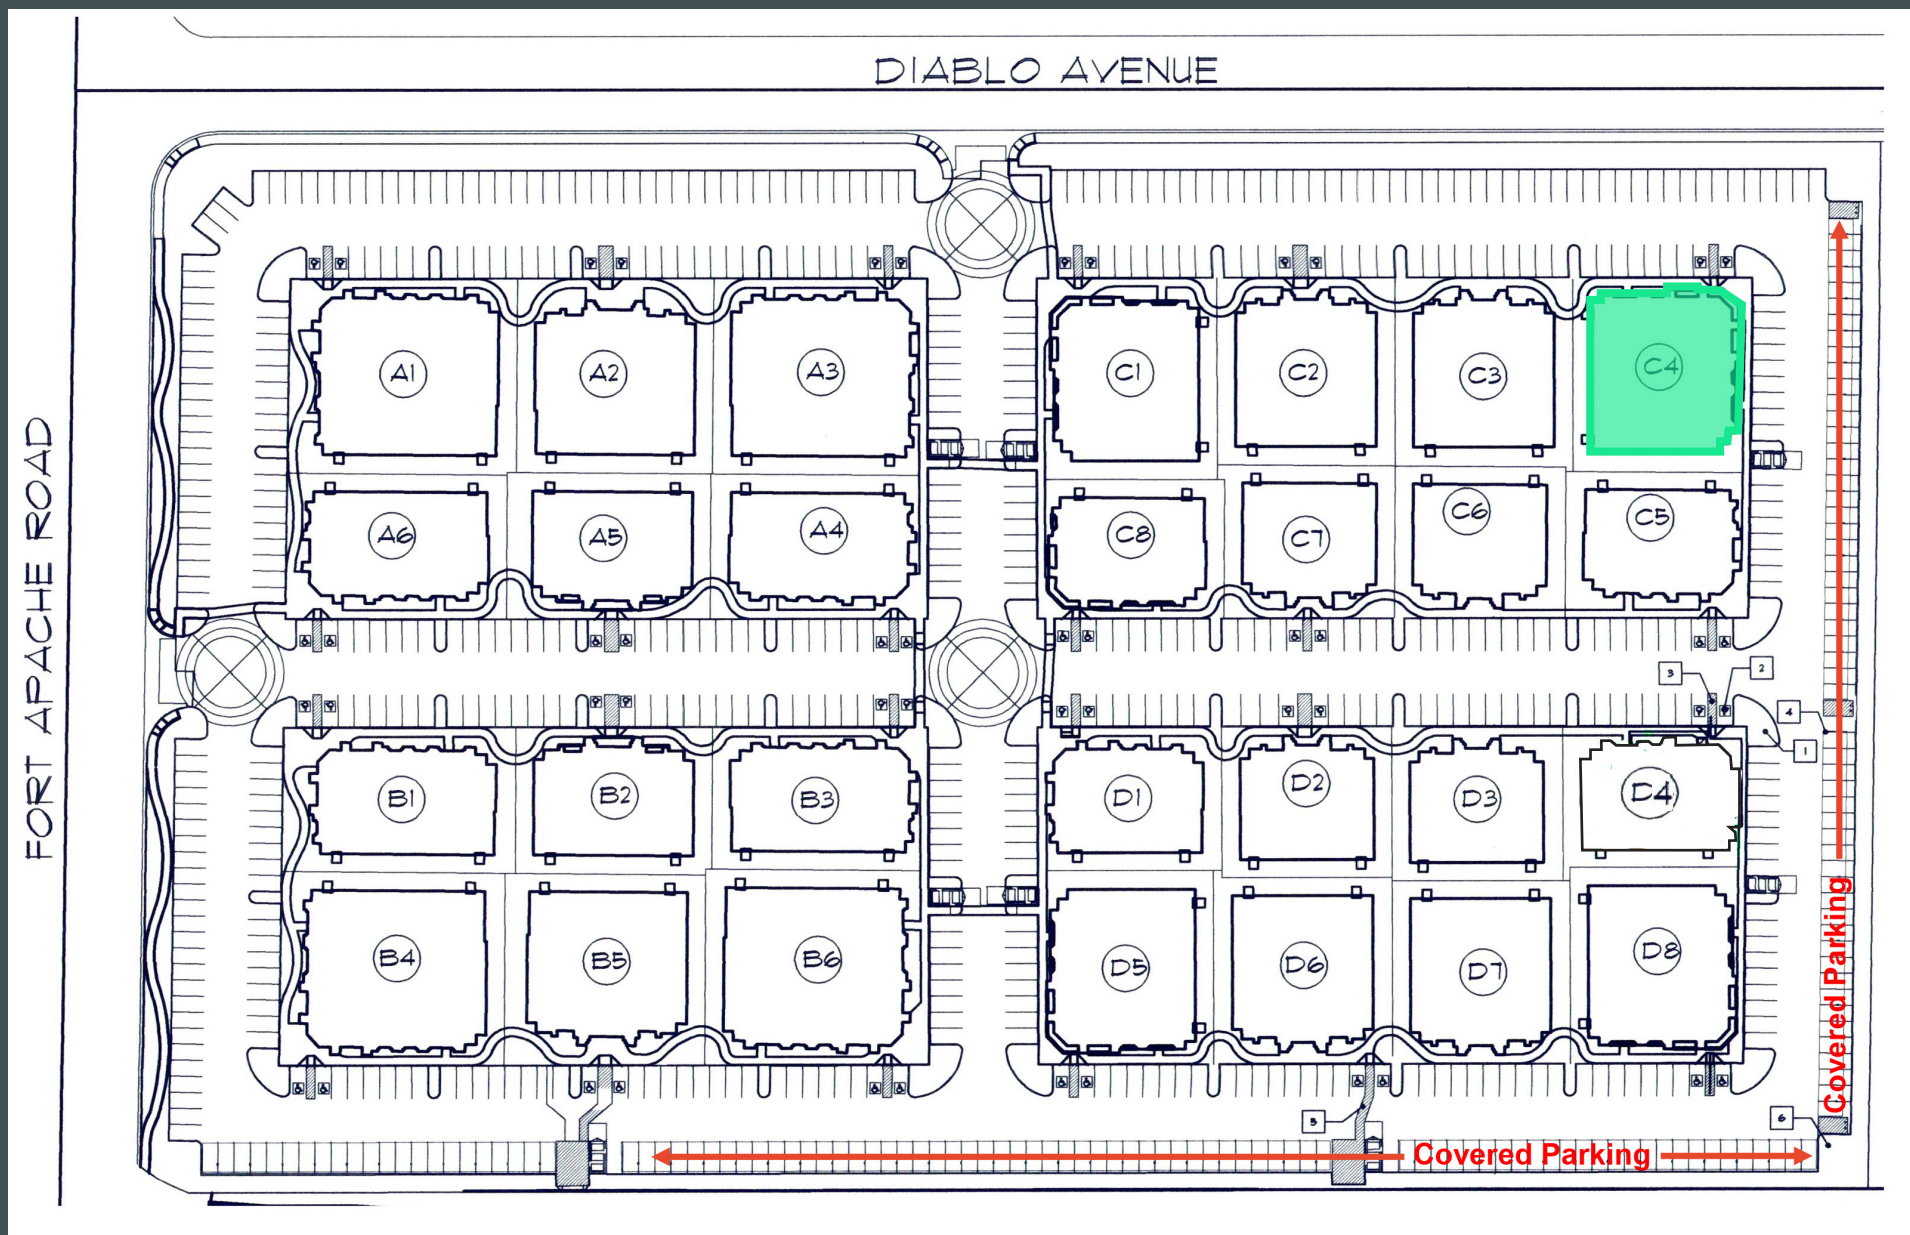 DIABLO AVENUE
FORT APACHE ROAD
A1
A2
A3
C1
C2
C3
C4
A6
A5
A4
C8
C7
C6
C5
3
2
4
1
B1
B2
B3
D1
D2
D3
D4
B4
B5
B6
D5
D6
D7
D8
Covered Parking
5
6
Covered Parking